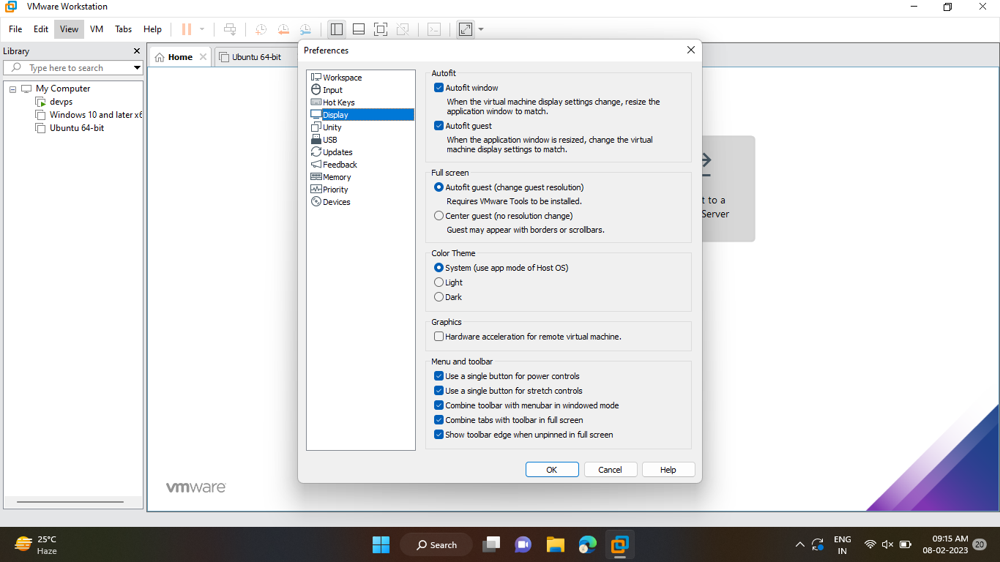 VMware Workstation
File Edit View VM Tabs Help
Library
Home
Ubuntu 64-bit
Type here to search
My Computer
devps
Windows 10 and later x6
Ubuntu 64-bit
Preferences
Workspace
Input
Hot Keys
Display
Unity
USB
Updates
Feedback
Memory
Priority
Devices
Autofit
Autofit window
When the virtual machine display settings change, resize the
application window to match.
Autofit guest
When the application window is resized, change the virtual
machine display settings to match.
Full screen
Autofit guest (change guest resolution)
Requires VMware Tools to be installed.
Center guest (no resolution change)
Guest may appear with borders or scrollbars.
Color Theme
System (use app mode of Host OS)
Light
Dark
Graphics
Hardware acceleration for remote virtual machine.
Menu and toolbar
Use a single button for power controls
Use a single button for stretch controls
Combine toolbar with menubar in windowed mode
Combine tabs with toolbar in full screen
Show toolbar edge when unpinned in full screen
OK Cancel Help
t to a
Server
vmware
25°C
Haze
Search
ENG
IN
09:15 AM
08-02-2023
20